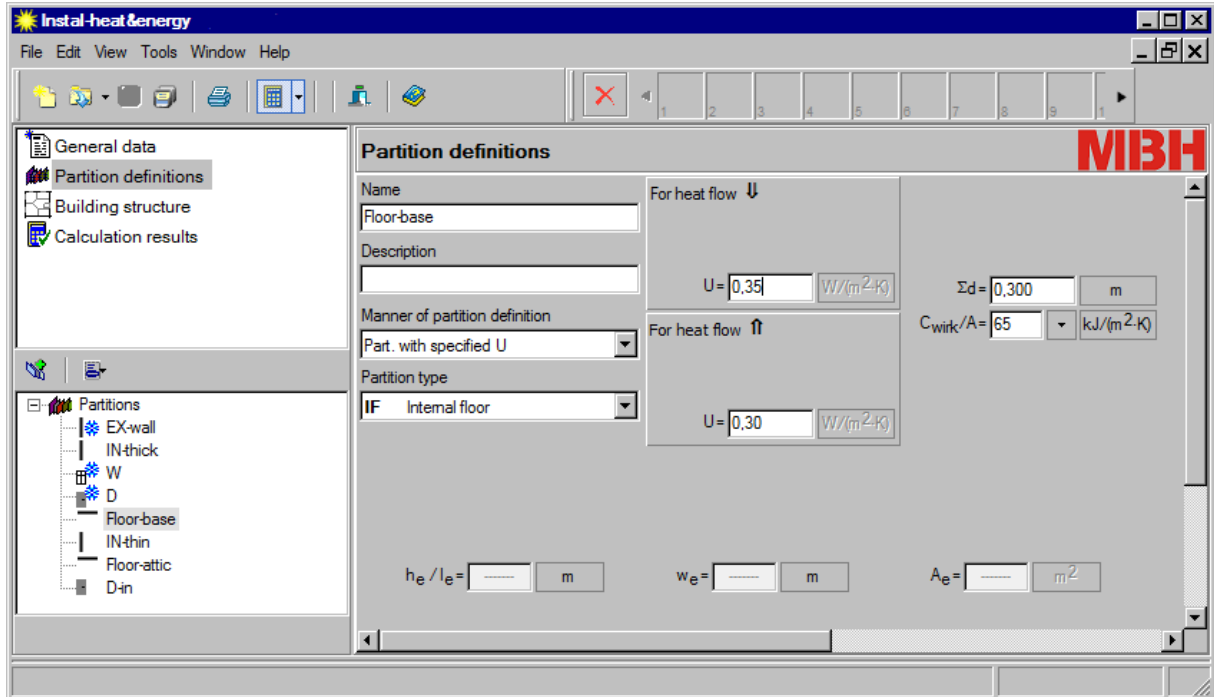 Instal-heat&energy
File Edit View Tools Window Help
1 2 3 4 5 6 7 8 9 1
General data
Partition definitions
Building structure
Calculation results
Partitions
EX-wall
IN-thick
W
D
Floor-base
IN-thin
Floor-attic
D-in
Partition definitions
MBH
Name
Floor-base
Description
Manner of partition definition
Part. with specified U
Partition type
IF Internal floor
For heat flow ⇓
U= 0,35 W/(m²·K)
For heat flow ⇑
U= 0,30 W/(m²·K)
Σd= 0,300 m
Cwirk/A= 65 kJ/(m²·K)
he/le= ------- m
we= ------- m
Ae= ------- m²